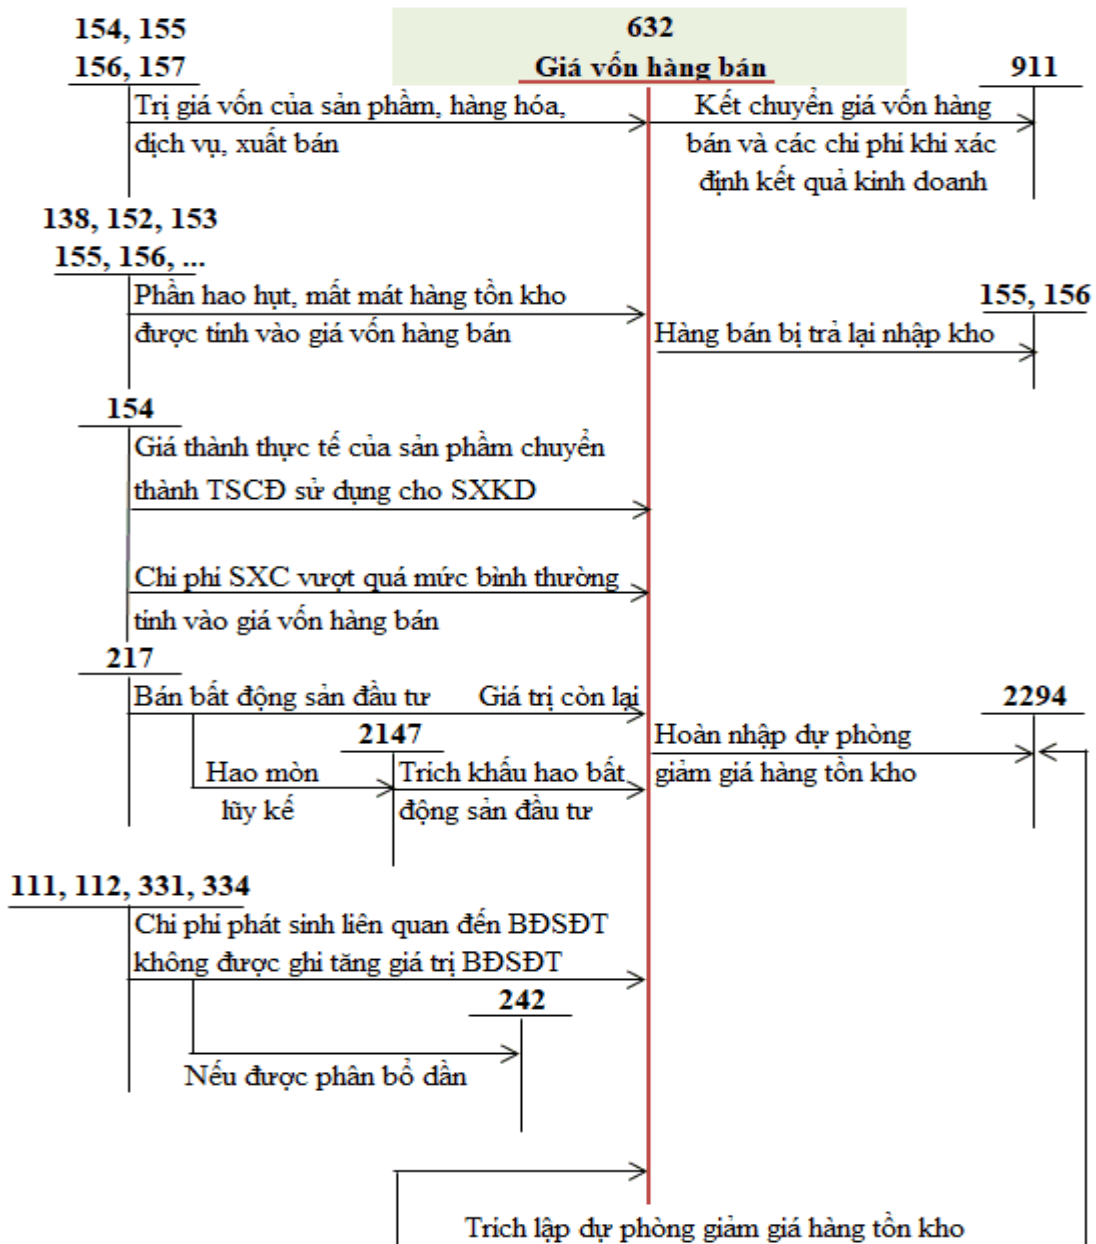 154, 155
156, 157
632
Giá vốn hàng bán
911
Trị giá vốn của sản phầm, hàng hóa,
dịch vụ, xuất bán
Kết chuyển giá vốn hàng
bán và các chi phí khi xác
định kết quả kinh doanh
138, 152, 153
155, 156, ...
Phần hao hụt, mất mát hàng tồn kho
được tính vào giá vốn hàng bán
155, 156
Hàng bán bị trả lại nhập kho
154
Giá thành thực tế của sản phầm chuyển
thành TSCĐ sử dụng cho SXKD
Chi phí SXC vượt quá mức bình thường
tính vào giá vốn hàng bán
217
Bán bất động sản đầu tư
Giá trị còn lại
2147
Hao mòn
lũy kế
Trích khấu hao bất
động sản đầu tư
2294
Hoàn nhập dự phòng
giảm giá hàng tồn kho
111, 112, 331, 334
Chi phí phát sinh liên quan đến BĐSĐT
không được ghi tăng giá trị BĐSĐT
242
Nếu được phân bổ dần
Trích lập dự phòng giảm giá hàng tồn kho